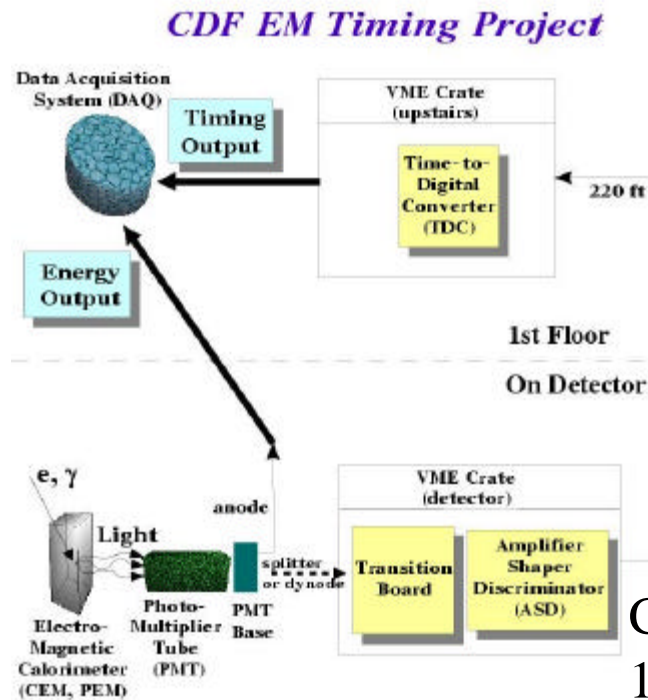 CDF EM Timing Project
Data Acquisition
System (DAQ)
Timing
Output
VME Crate
(upstairs)
Time-to-
Digital
Converter
(TDC)
220 ft
Energy
Output
1st Floor
On Detector
e, γ
Light
anode
splitter
or dynode
VME Crate
(detector)
Transition
Board
Amplifier
Shaper
Discriminator
(ASD)
Electro-
Magnetic
Calorimeter
(CEM, PEM)
Photo-
Multiplier
Tube
(PMT)
PMT
Base
C
1